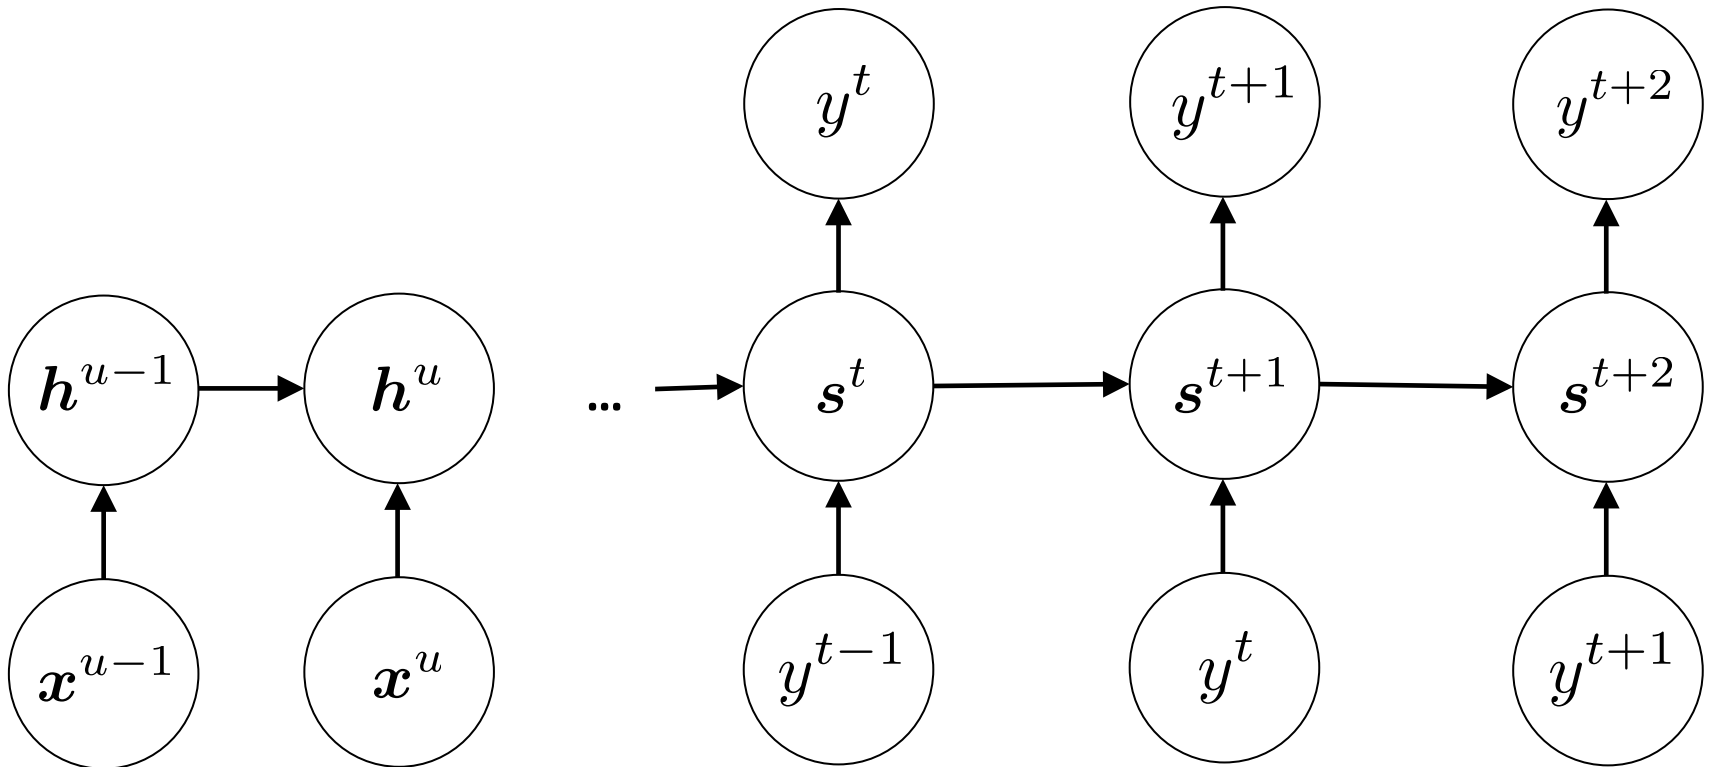 y^t y^{t+1} y^{t+2}
h^{u-1} h^u ... s^t s^{t+1} s^{t+2}
x^{u-1} x^u y^{t-1} y^t y^{t+1}